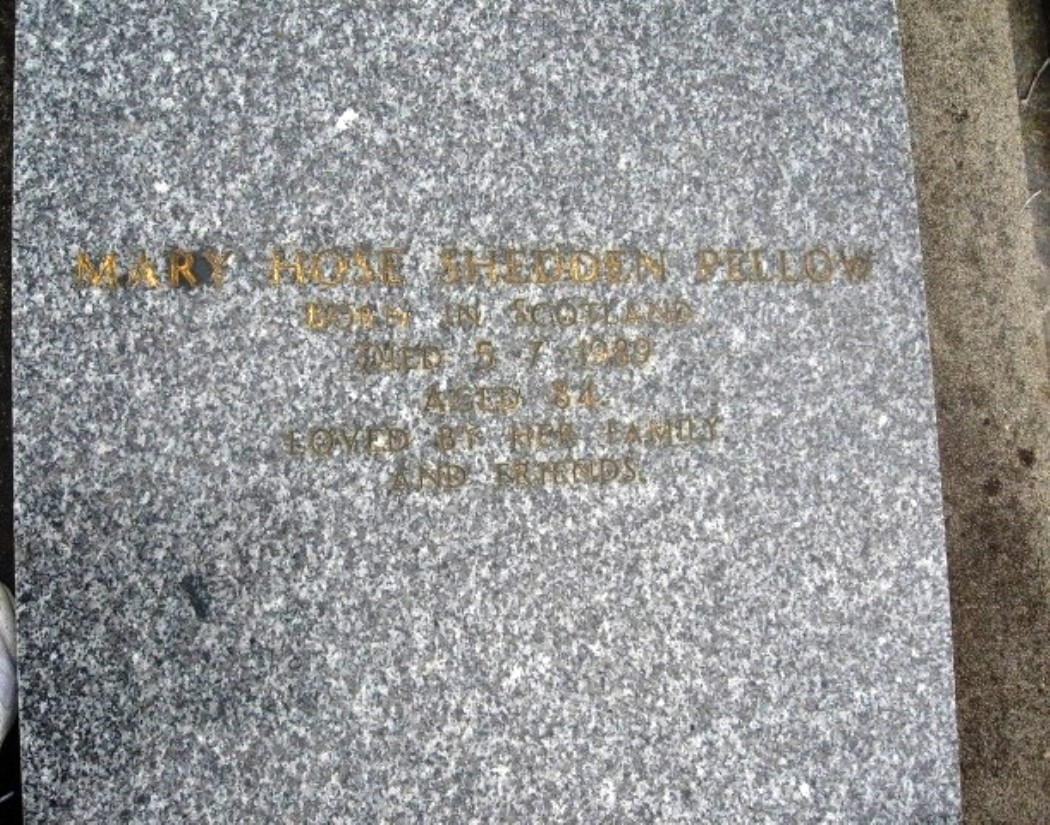 MARY HOSE SHEDDEN PELLOW
BORN IN SCOTLAND
DIED 5-7-1989
AGED 84.
LOVED BY HER FAMILY
AND FRIENDS.